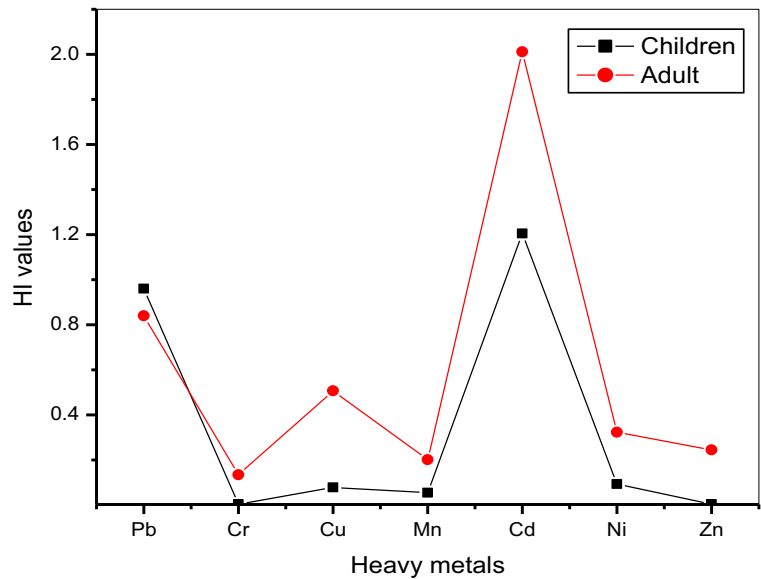 Children
Adult
2.0
1.6
1.2
0.8
0.4
HI values
Pb Cr Cu Mn Cd Ni Zn
Heavy metals